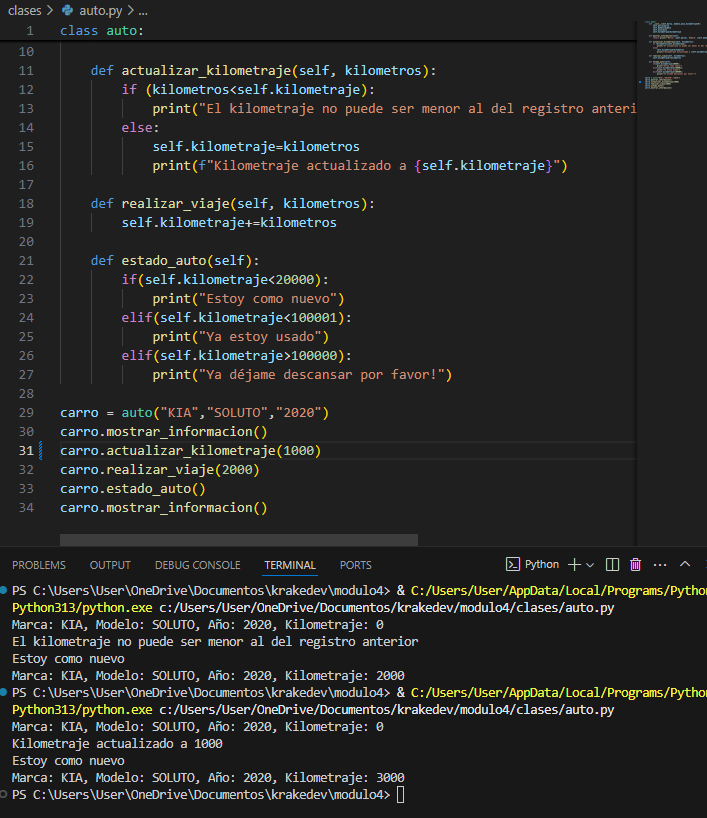 clases > auto.py > ...
1 class auto:
10
11 def actualizar_kilometraje(self, kilometros):
12 if (kilometros<self.kilometraje):
13 print("El kilometraje no puede ser menor al del registro anteri
14 else:
15 self.kilometraje=kilometros
16 print(f"Kilometraje actualizado a {self.kilometraje}")
17
18 def realizar_viaje(self, kilometros):
19 self.kilometraje+=kilometros
20
21 def estado_auto(self):
22 if(self.kilometraje<20000):
23 print("Estoy como nuevo")
24 elif(self.kilometraje<100001):
25 print("Ya estoy usado")
26 elif(self.kilometraje>100000):
27 print("Ya déjame descansar por favor!")
28
29 carro = auto("KIA","SOLUTO","2020")
30 carro.mostrar_informacion()
31 carro.actualizar_kilometraje(1000)
32 carro.realizar_viaje(2000)
33 carro.estado_auto()
34 carro.mostrar_informacion()
PROBLEMS OUTPUT DEBUG CONSOLE TERMINAL PORTS Python
PS C:\Users\User\OneDrive\Documentos\krakedev\modulo4> & C:/Users/User/AppData/Local/Programs/Python
Python313/python.exe c:/Users/User/OneDrive/Documentos/krakedev/modulo4/clases/auto.py
Marca: KIA, Modelo: SOLUTO, Año: 2020, Kilometraje: 0
El kilometraje no puede ser menor al del registro anterior
Estoy como nuevo
Marca: KIA, Modelo: SOLUTO, Año: 2020, Kilometraje: 2000
PS C:\Users\User\OneDrive\Documentos\krakedev\modulo4> & C:/Users/User/AppData/Local/Programs/Python
Python313/python.exe c:/Users/User/OneDrive/Documentos/krakedev/modulo4/clases/auto.py
Marca: KIA, Modelo: SOLUTO, Año: 2020, Kilometraje: 0
Kilometraje actualizado a 1000
Estoy como nuevo
Marca: KIA, Modelo: SOLUTO, Año: 2020, Kilometraje: 3000
PS C:\Users\User\OneDrive\Documentos\krakedev\modulo4>